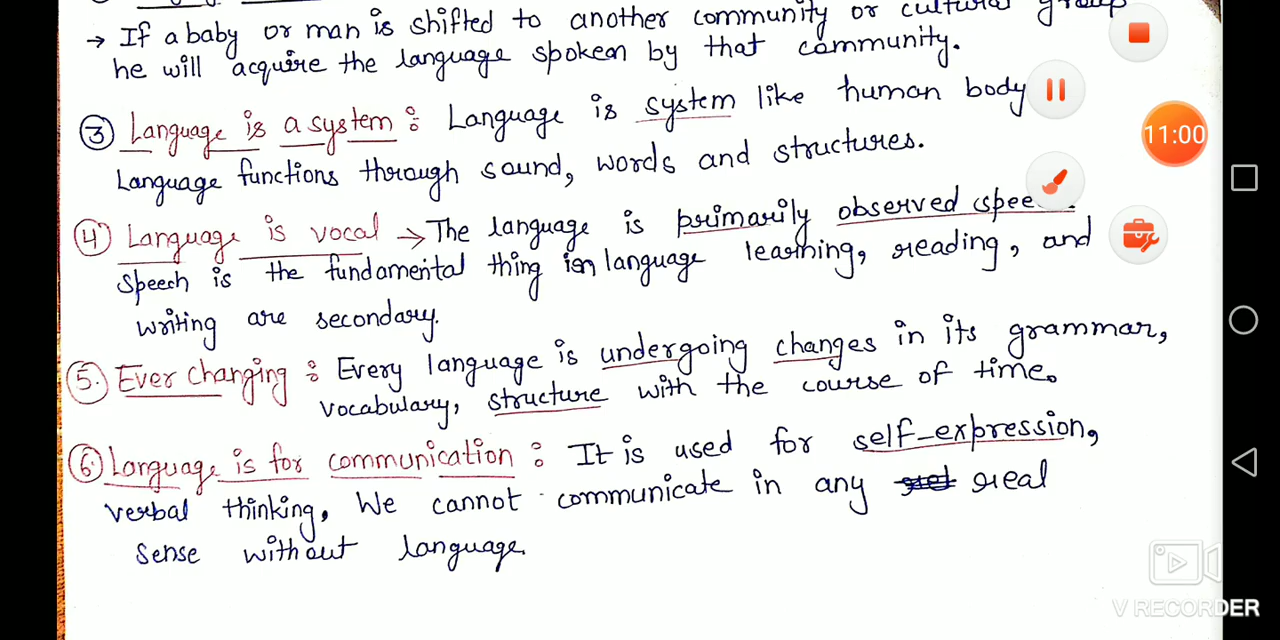 → If a baby or man is shifted to another community or cultural group
he will acquire the language spoken by that community.
③ Language is a system : Language is system like human body
Language functions through sound, words and structures.
④ Language is vocal → The language is primarily observed spee
speech is the fundamental thing in language learning, reading, and
writing are secondary.
⑤. Ever changing : Every language is undergoing changes in its grammar,
vocabulary, structure with the course of time.
⑥. Language is for communication : It is used for self-expression,
verbal thinking, We cannot communicate in any real
sense without language.
11:00
V RECORDER